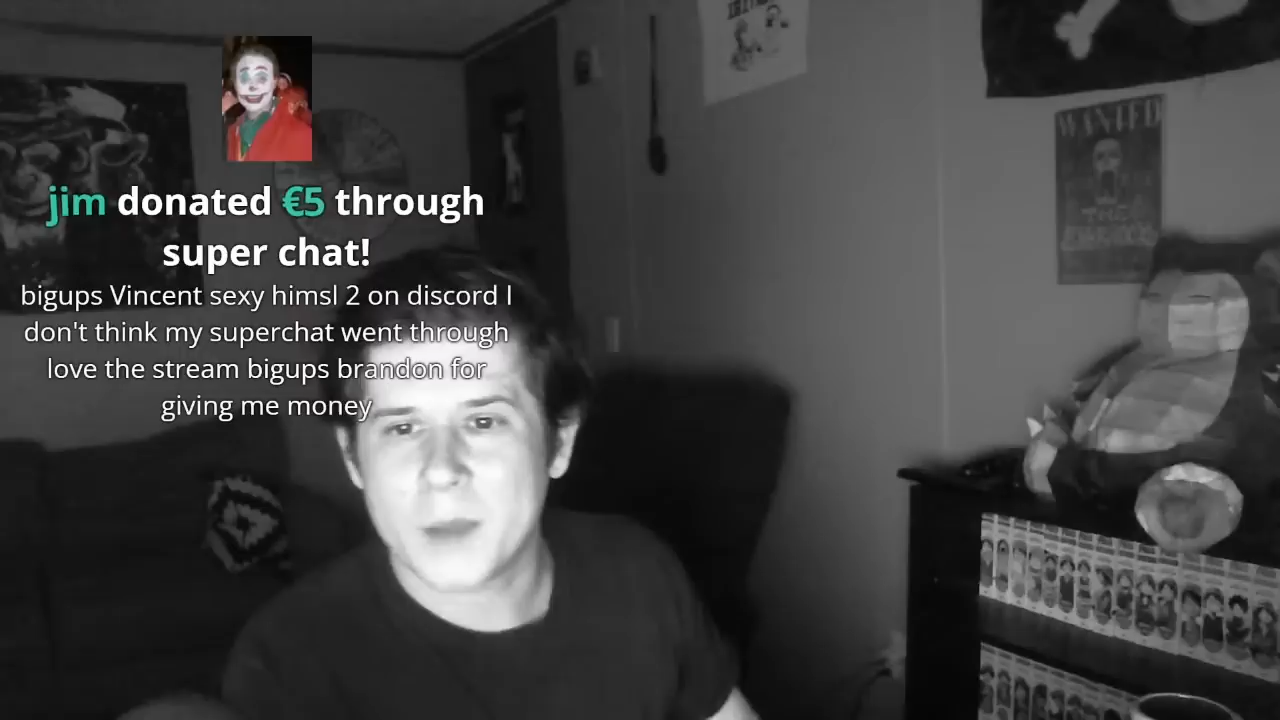 jim donated €5 through
super chat!
bigups Vincent sexy himsl 2 on discord I
don't think my superchat went through
love the stream bigups brandon for
giving me money
WANTED